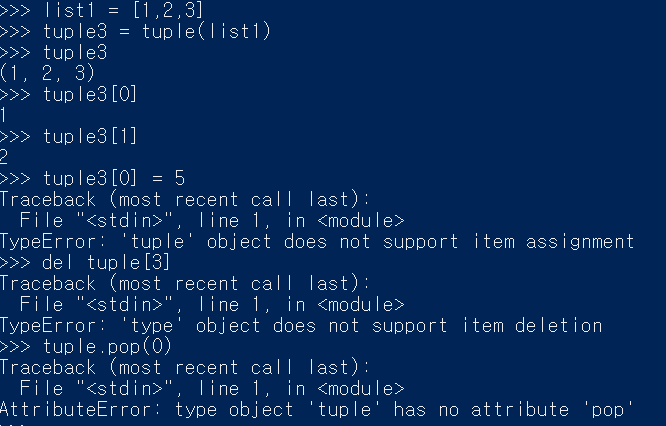 >>> list1 = [1,2,3]
>>> tuple3 = tuple(list1)
>>> tuple3
(1, 2, 3)
>>> tuple3[0]
1
>>> tuple3[1]
2
>>> tuple3[0] = 5
Traceback (most recent call last):
  File "<stdin>", line 1, in <module>
TypeError: 'tuple' object does not support item assignment
>>> del tuple[3]
Traceback (most recent call last):
  File "<stdin>", line 1, in <module>
TypeError: 'type' object does not support item deletion
>>> tuple.pop(0)
Traceback (most recent call last):
  File "<stdin>", line 1, in <module>
AttributeError: type object 'tuple' has no attribute 'pop'
>>>